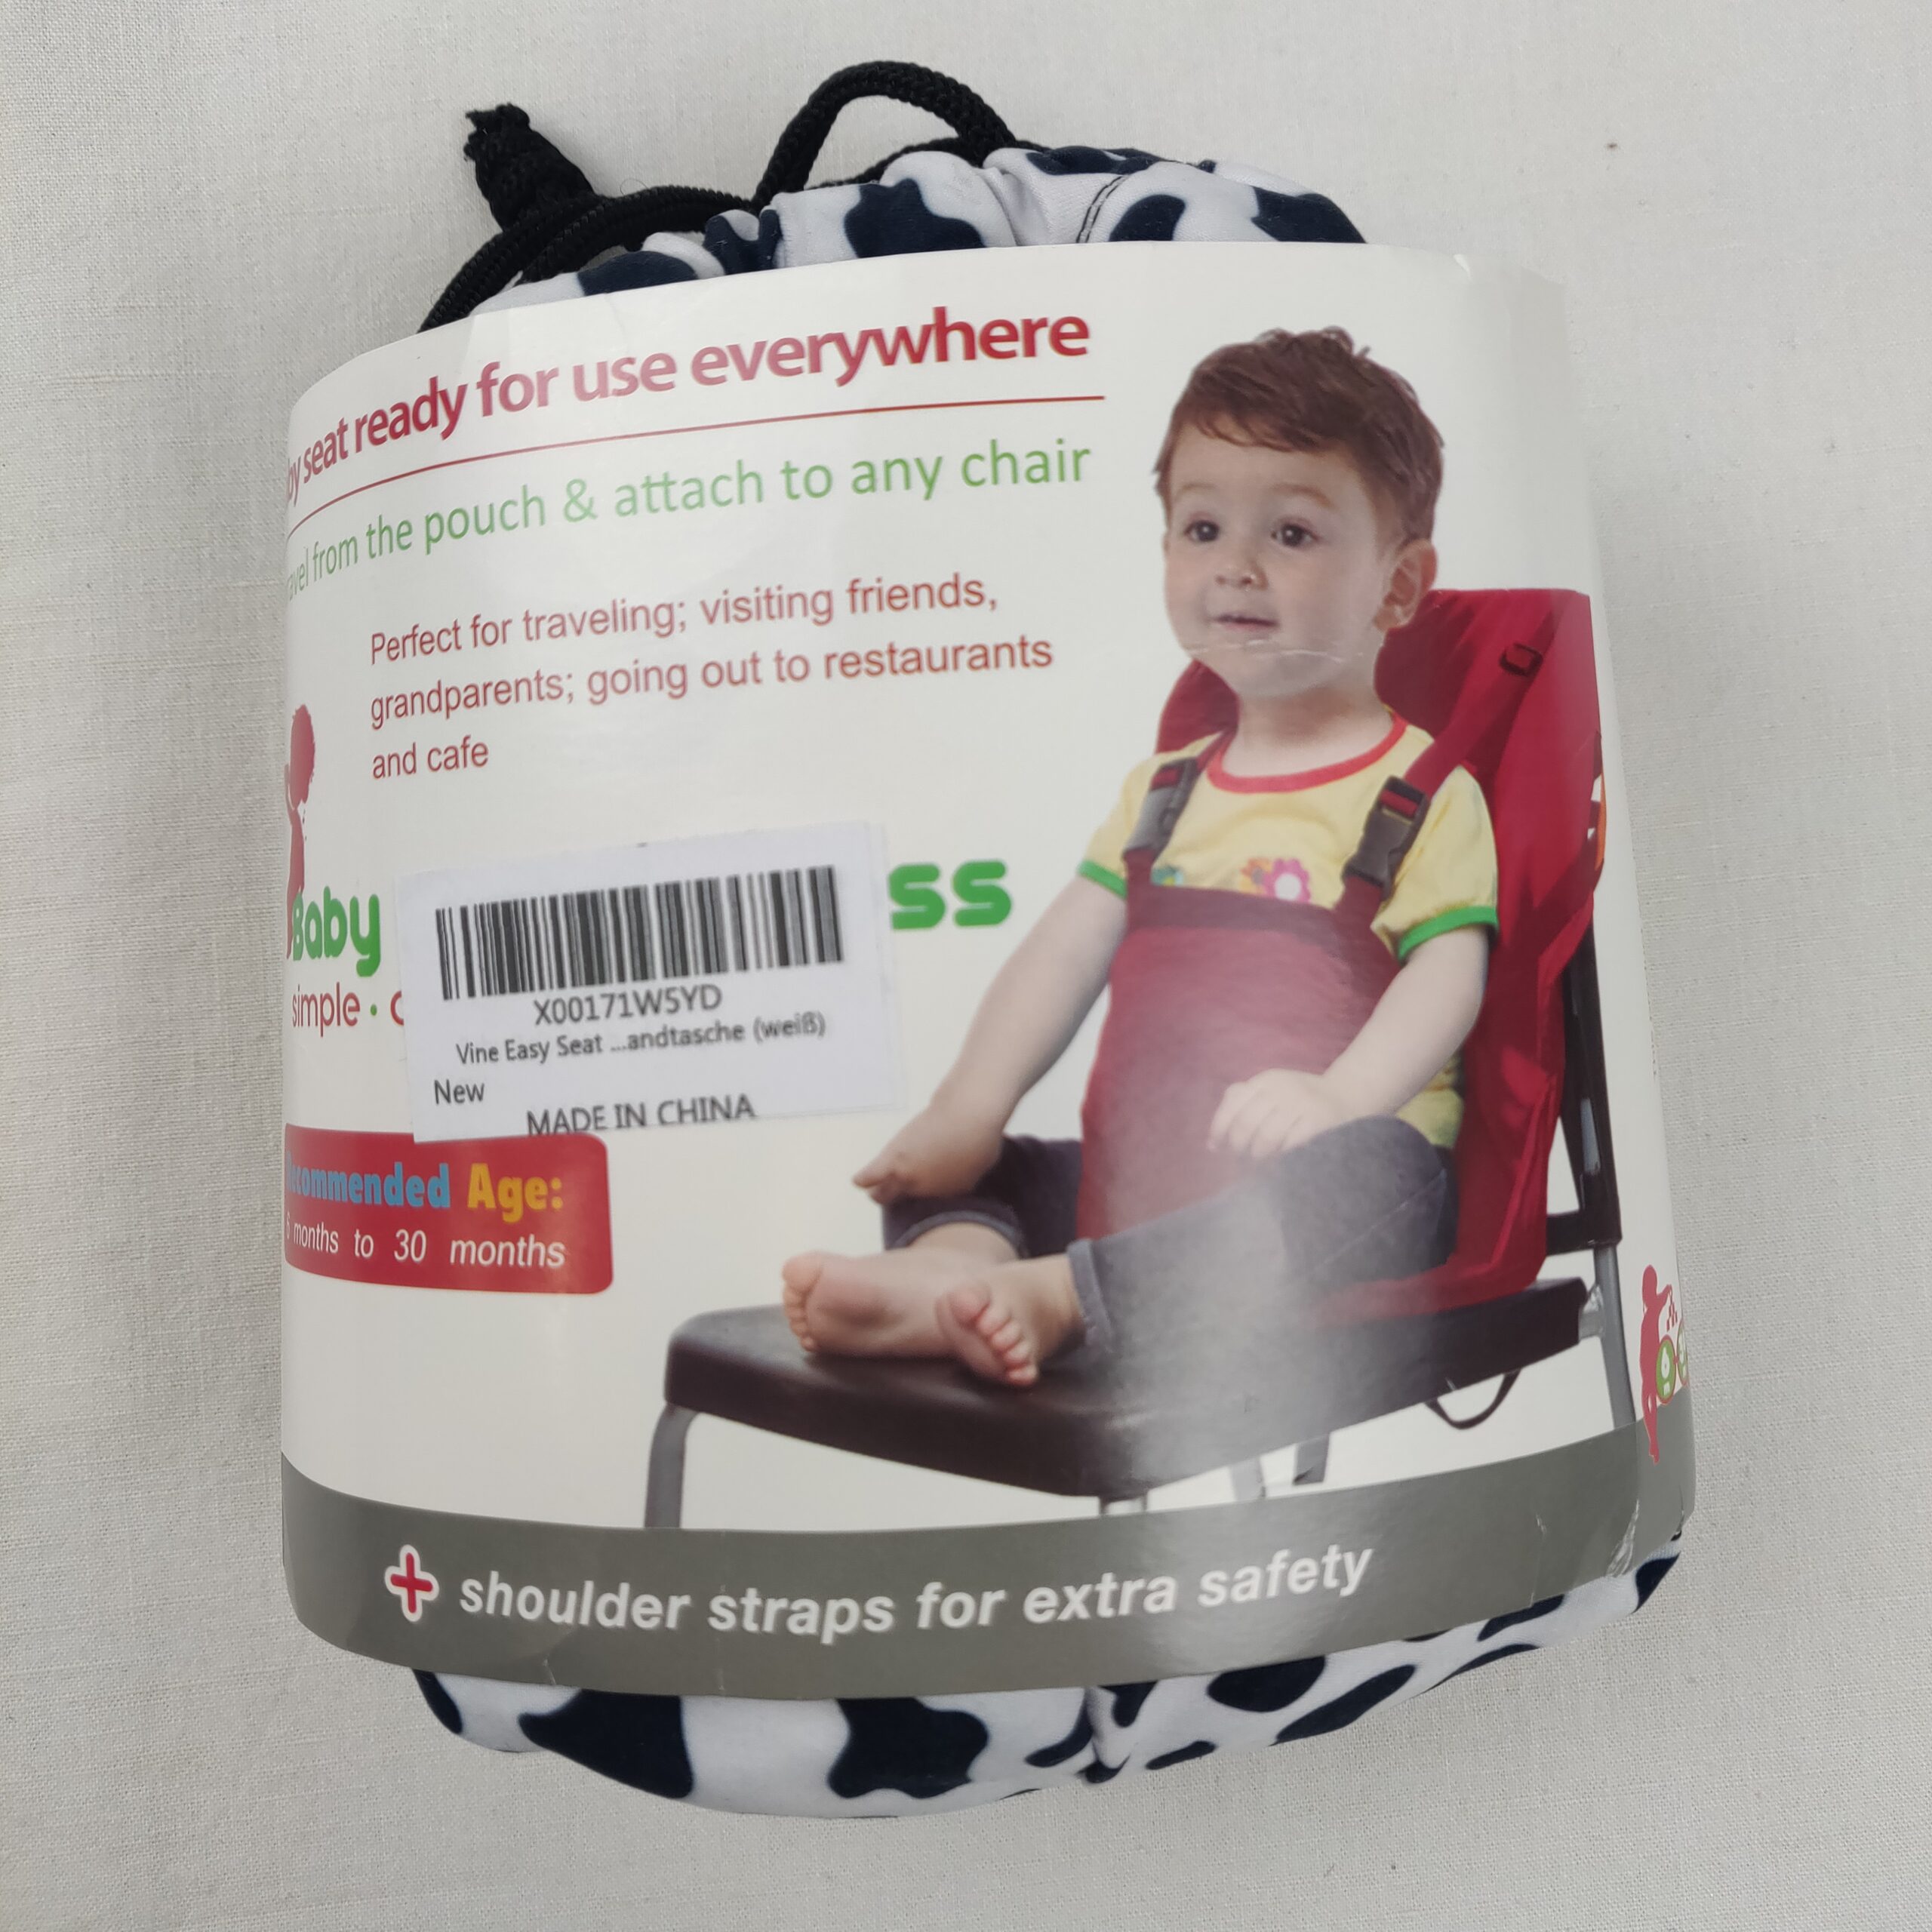 seat ready for use everywhere
from the pouch & attach to any chair
Perfect for traveling; visiting friends,
grandparents; going out to restaurants
and cafe
Baby ss
simple ·
X00171W5YD
Vine Easy Seat ...andtasche (weiß)
New
MADE IN CHINA
Age:
6 months to 30 months
+ shoulder straps for extra safety